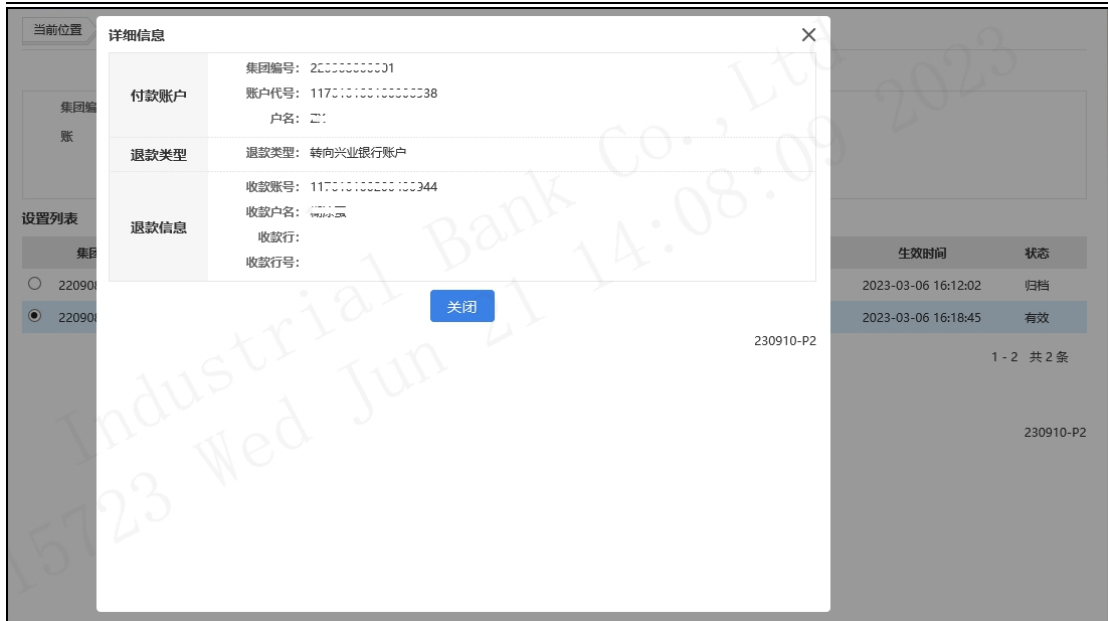 当前位置
详细信息
集团编号:
付款账户
账户代号:
户名:
退款类型
退款类型: 转向兴业银行账户
收款账号:
收款户名:
退款信息
收款行:
收款行号:
关闭
230910-P2
集团编
账
设置列表
集团
生效时间 状态
22090 2023-03-06 16:12:02 归档
22090 2023-03-06 16:18:45 有效
1 - 2 共 2 条
230910-P2
Industrial Bank Co., Ltd
15723 Wed Jun 21 14:08:09 2023